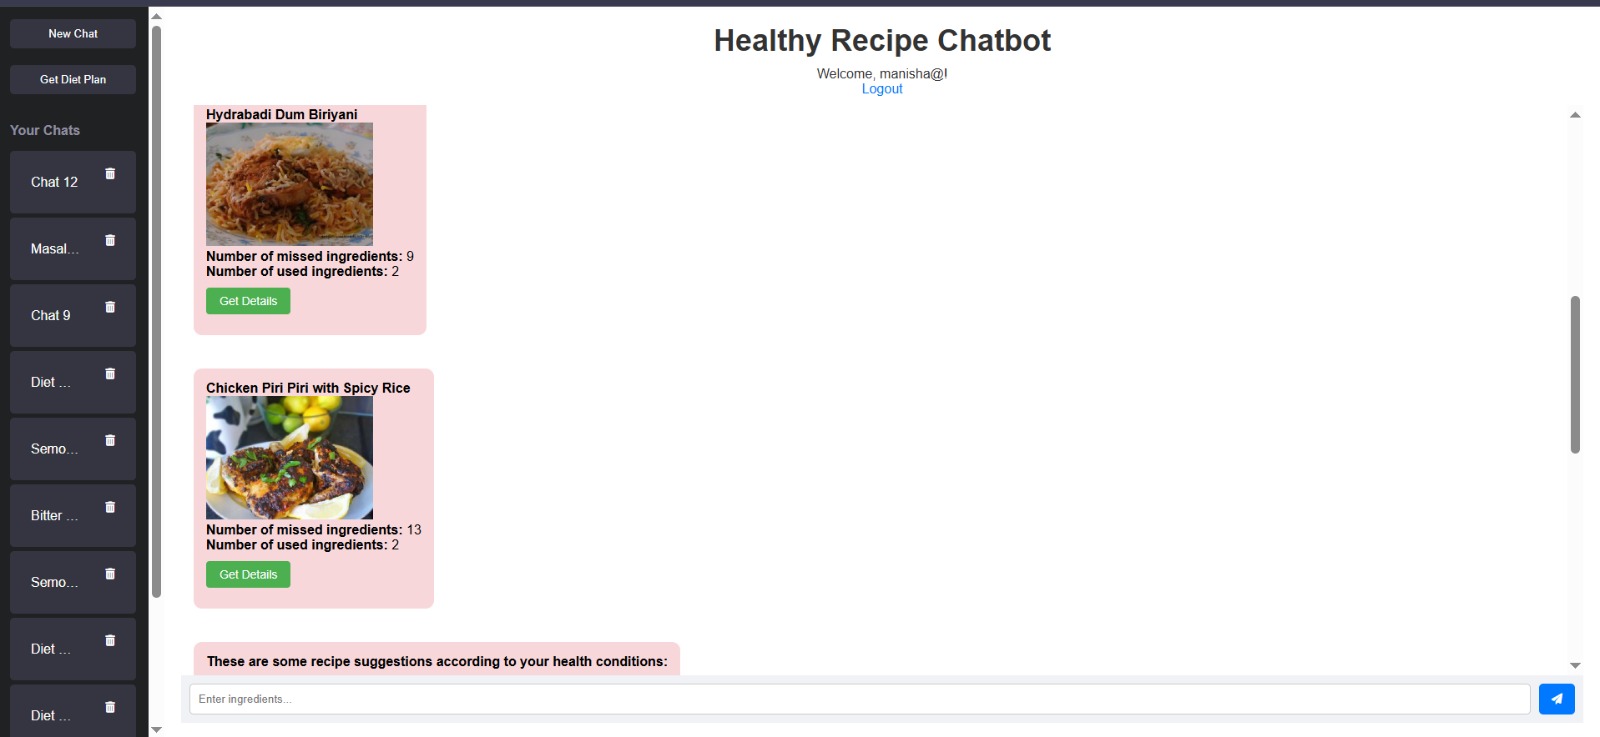 New Chat
Get Diet Plan
Your Chats
Chat 12
Masal...
Chat 9
Diet ...
Semo...
Bitter ...
Semo...
Diet ...
Diet ...
Healthy Recipe Chatbot
Welcome, manisha@!
Logout
Hydrabadi Dum Biriyani
Number of missed ingredients: 9
Number of used ingredients: 2
Get Details
Chicken Piri Piri with Spicy Rice
Number of missed ingredients: 13
Number of used ingredients: 2
Get Details
These are some recipe suggestions according to your health conditions:
Enter ingredients...